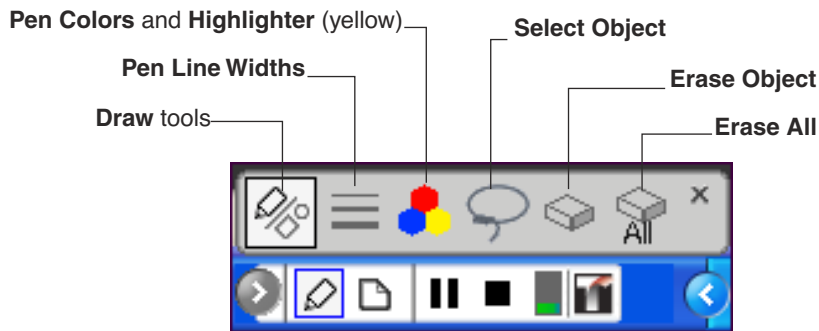 Pen Colors and Highlighter (yellow)
Select Object
Pen Line Widths
Erase Object
Draw tools
Erase All
All